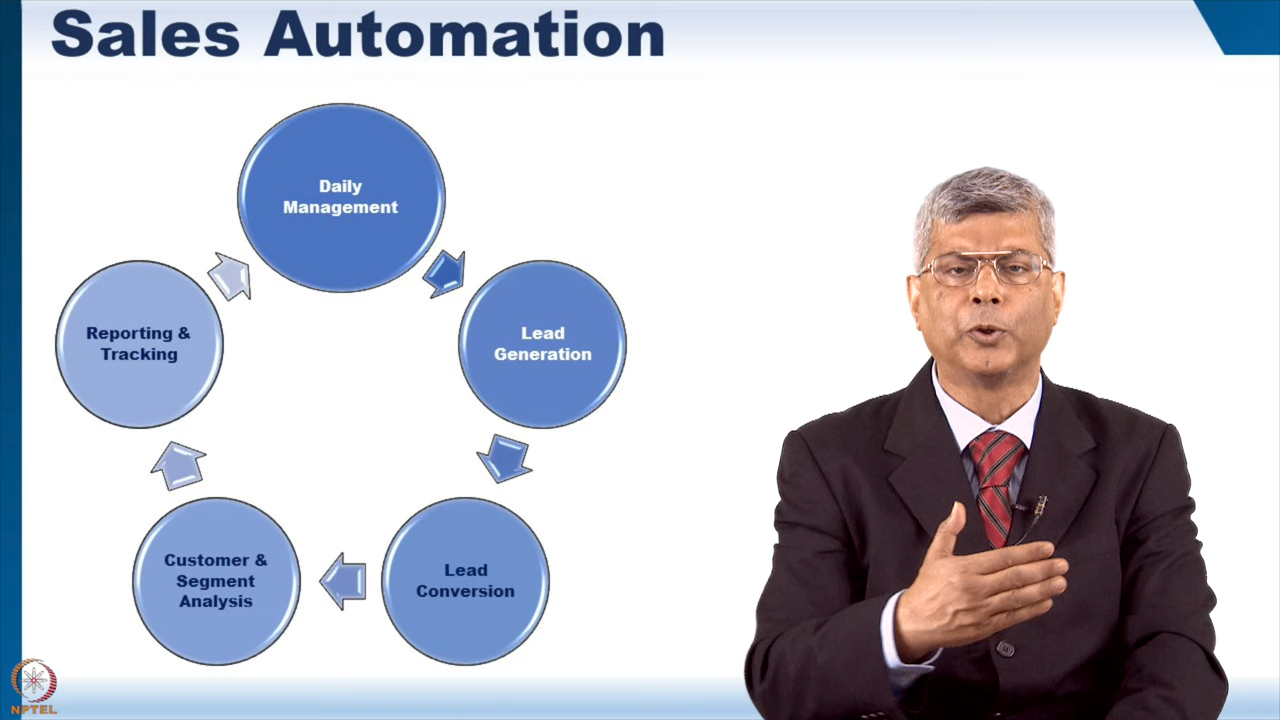 Sales Automation
Daily
Management
Lead
Generation
Lead
Conversion
Customer &
Segment
Analysis
Reporting &
Tracking
NPTEL